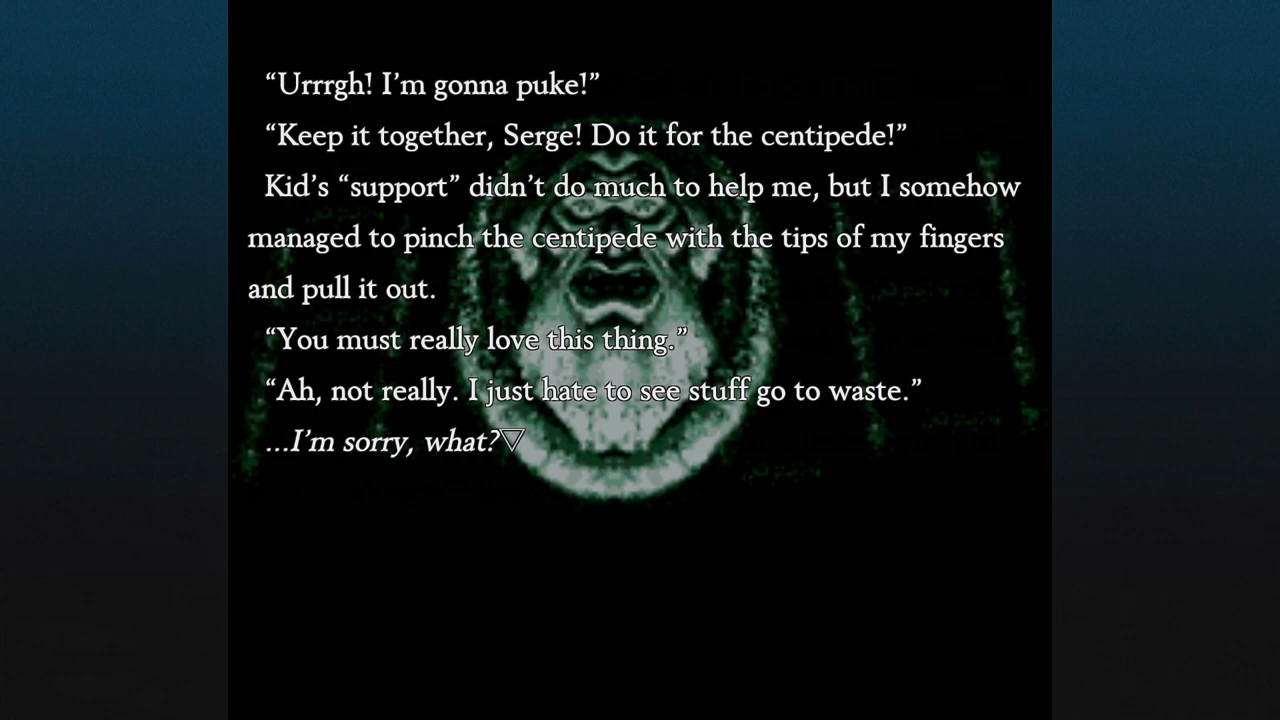 “Urrrgh! I’m gonna puke!”
“Keep it together, Serge! Do it for the centipede!”
Kid’s “support” didn’t do much to help me, but I somehow
managed to pinch the centipede with the tips of my fingers
and pull it out.
“You must really love this thing.”
“Ah, not really. I just hate to see stuff go to waste.”
...I’m sorry, what?